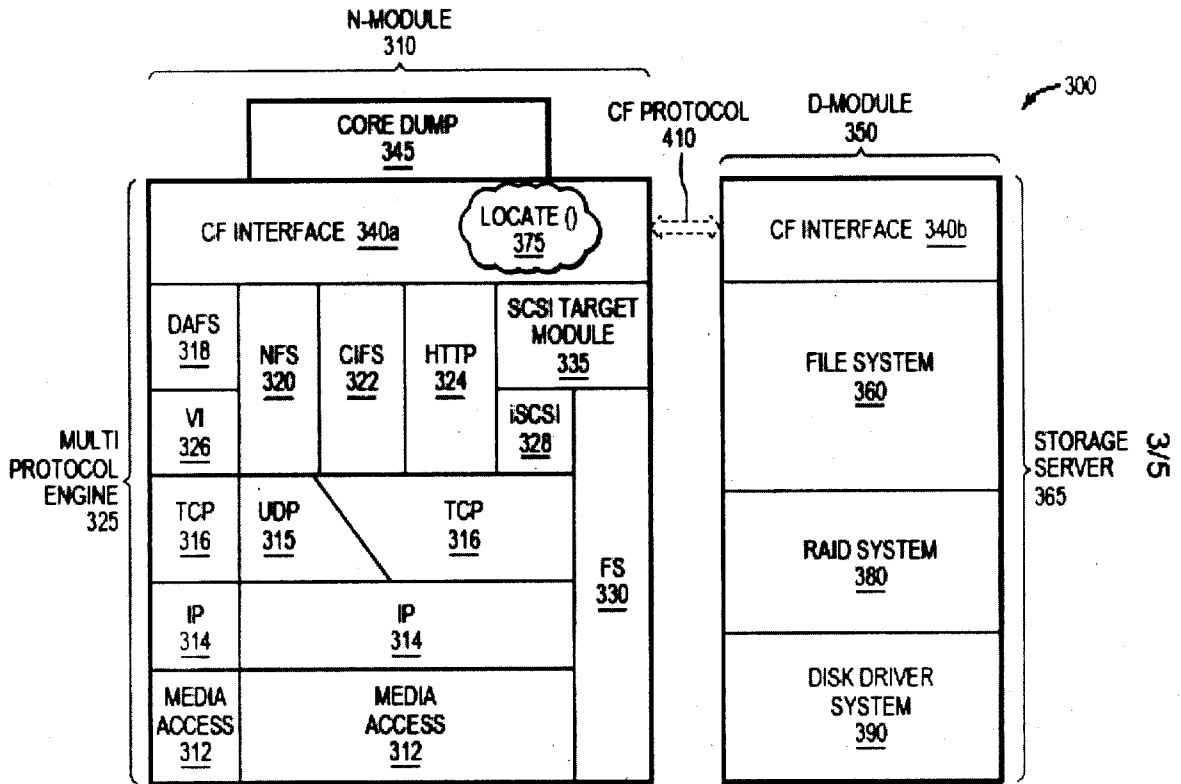 N-MODULE
310
300
D-MODULE
350
CF PROTOCOL
410
CORE DUMP
345
CF INTERFACE 340a
LOCATE ()
375
CF INTERFACE 340b
DAFS
318
NFS
320
CIFS
322
HTTP
324
SCSI TARGET
MODULE
335
VI
326
iSCSI
328
FILE SYSTEM
360
MULTI
PROTOCOL
ENGINE
325
TCP
316
UDP
315
TCP
316
FS
330
IP
314
IP
314
MEDIA
ACCESS
312
MEDIA
ACCESS
312
RAID SYSTEM
380
DISK DRIVER
SYSTEM
390
STORAGE
SERVER
365
3/5